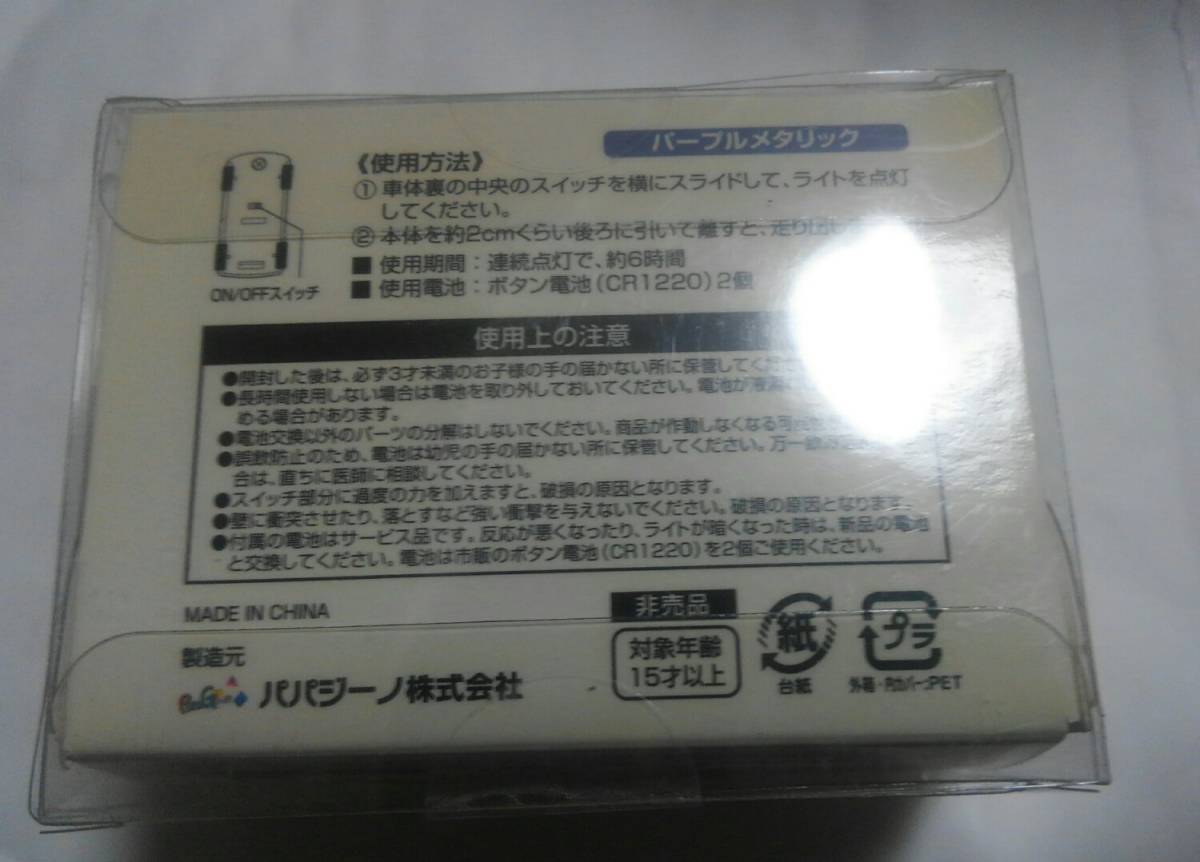 パープルメタリック
《使用方法》
① 車体裏の中央のスイッチを横にスライドして、ライトを点灯
してください。
② 本体を約2cmくらい後ろに引いて離すと、走り出し
■ 使用期間：連続点灯で、約6時間
■ 使用電池：ボタン電池（CR1220）2個
ON/OFFスイッチ
使用上の注意
●開封した後は、必ず3才未満のお子様の手の届かない所に保管してくださ
●長時間使用しない場合は電池を取り外しておいてください。電池が液漏
める場合があります。
●電池交換以外のパーツの分解はしないでください。商品が作動しなくなる可
●誤飲防止のため、電池は幼児の手の届かない所に保管してください。万一
合は、直ちに医師に相談してください。
●スイッチ部分に過度の力を加えますと、破損の原因となります。
●壁に衝突させたり、落とすなど強い衝撃を与えないでください。破損の原因となります。
●付属の電池はサービス品です。反応が悪くなったり、ライトが暗くなった時は、新品の電池
と交換してください。電池は市販のボタン電池（CR1220）を2個ご使用ください。
MADE IN CHINA
製造元
パパジーノ株式会社
非売品
対象年齢
15才以上
紙
台紙
プラ
外箱・Rカバー:PET